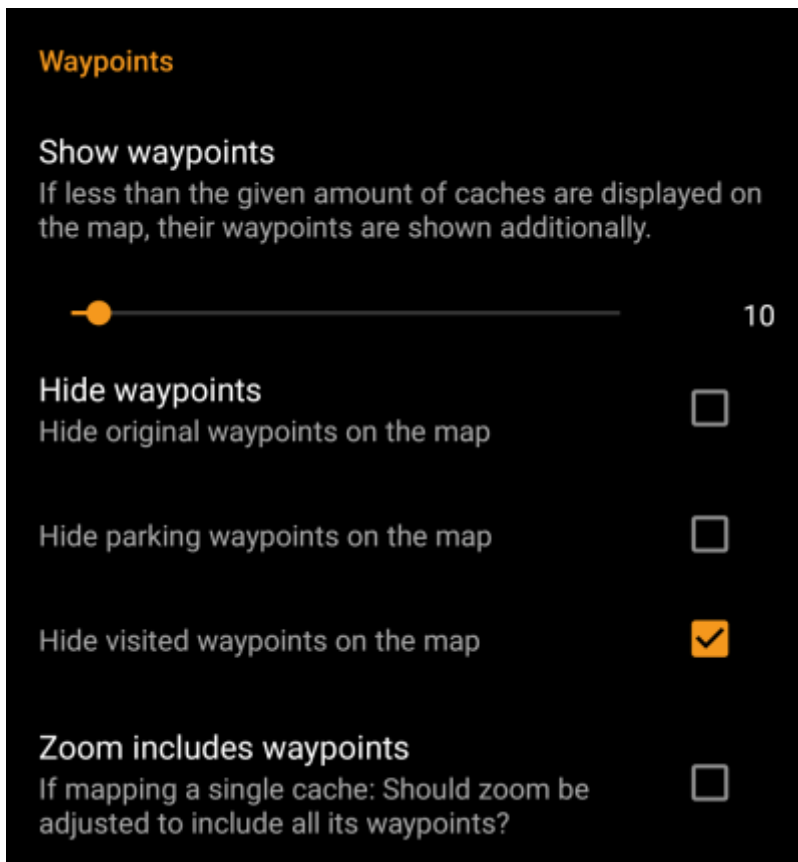 Waypoints
Show waypoints
If less than the given amount of caches are displayed on
the map, their waypoints are shown additionally.
10
Hide waypoints
Hide original waypoints on the map
Hide parking waypoints on the map
Hide visited waypoints on the map
Zoom includes waypoints
If mapping a single cache: Should zoom be
adjusted to include all its waypoints?